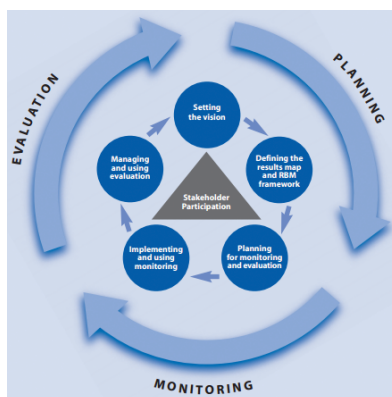 EVALUATION
PLANNING
Setting
the vision
Managing
and using
evaluation
Defining the
results map
and RBM
framework
Stakeholder
Participation
Implementing
and using
monitoring
Planning
for monitoring
and evaluation
MONITORING